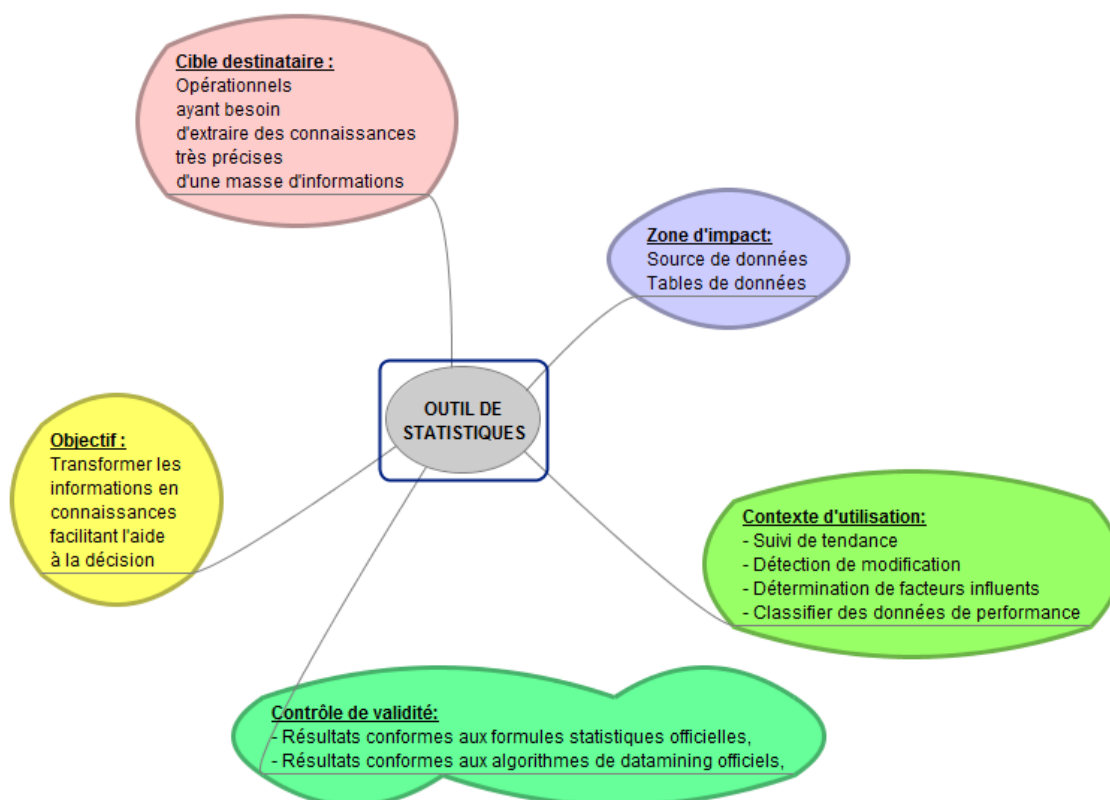 Cible destinataire :
Opérationnels
ayant besoin
d'extraire des connaissances
très précises
d'une masse d'informations
Zone d'impact:
Source de données
Tables de données
OUTIL DE
STATISTIQUES
Objectif :
Transformer les
informations en
connaissances
facilitant l'aide
à la décision
Contexte d'utilisation:
- Suivi de tendance
- Détection de modification
- Détermination de facteurs influents
- Classifier des données de performance
Contrôle de validité:
- Résultats conformes aux formules statistiques officielles,
- Résultats conformes aux algorithmes de datamining officiels,